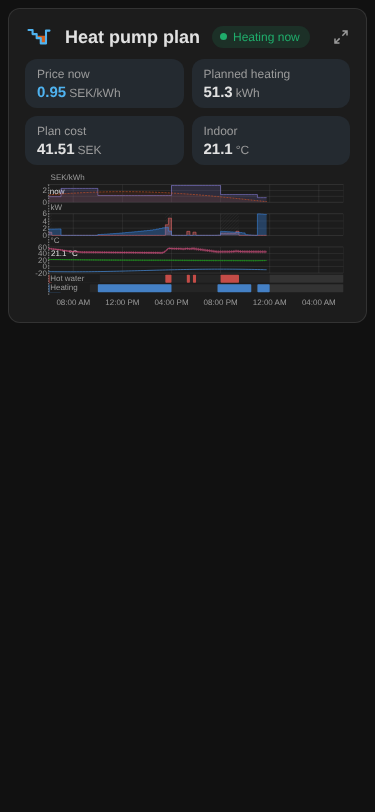 Heat pump plan
Heating now
Price now
0.95 SEK/kWh
Planned heating
51.3 kWh
Plan cost
41.51 SEK
Indoor
21.1 °C
SEK/kWh
2
now
0
kW
6
4
2
0
°C
60
40
21.1 °C
20
0
-20
Hot water
Heating
08:00 AM 12:00 PM 04:00 PM 08:00 PM 12:00 AM 04:00 AM